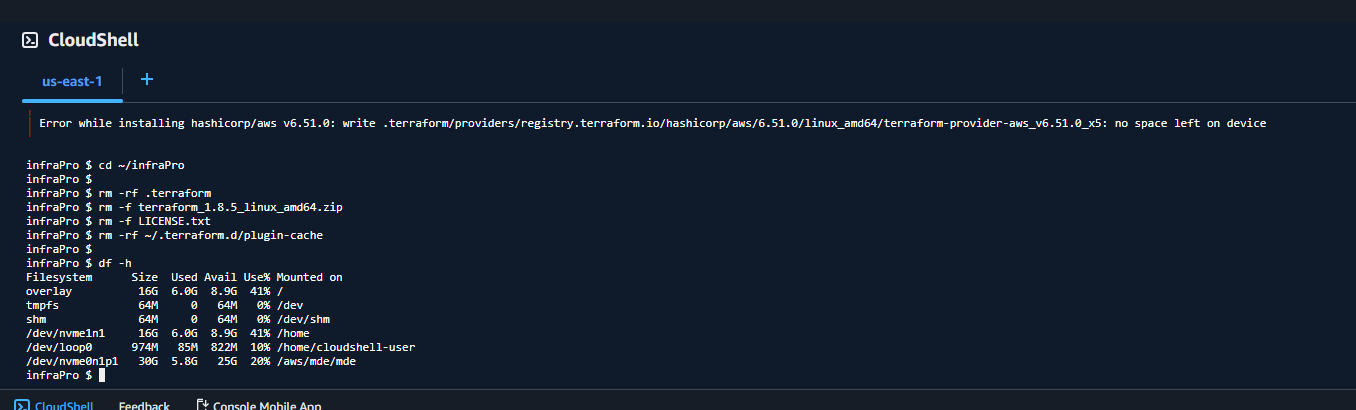 CloudShell
us-east-1 +
Error while installing hashicorp/aws v6.51.0: write .terraform/providers/registry.terraform.io/hashicorp/aws/6.51.0/linux_amd64/terraform-provider-aws_v6.51.0_x5: no space left on device
infraPro $ cd ~/infraPro
infraPro $
infraPro $ rm -rf .terraform
infraPro $ rm -f terraform_1.8.5_linux_amd64.zip
infraPro $ rm -f LICENSE.txt
infraPro $ rm -rf ~/.terraform.d/plugin-cache
infraPro $
infraPro $ df -h
Filesystem      Size  Used Avail Use% Mounted on
overlay          16G  6.0G  8.9G  41% /
tmpfs            64M     0   64M   0% /dev
shm              64M     0   64M   0% /dev/shm
/dev/nvme1n1     16G  6.0G  8.9G  41% /home
/dev/loop0      974M   85M  822M  10% /home/cloudshell-user
/dev/nvme0n1p1   30G  5.8G   25G  20% /aws/mde/mde
infraPro $
CloudShell Feedback Console Mobile App